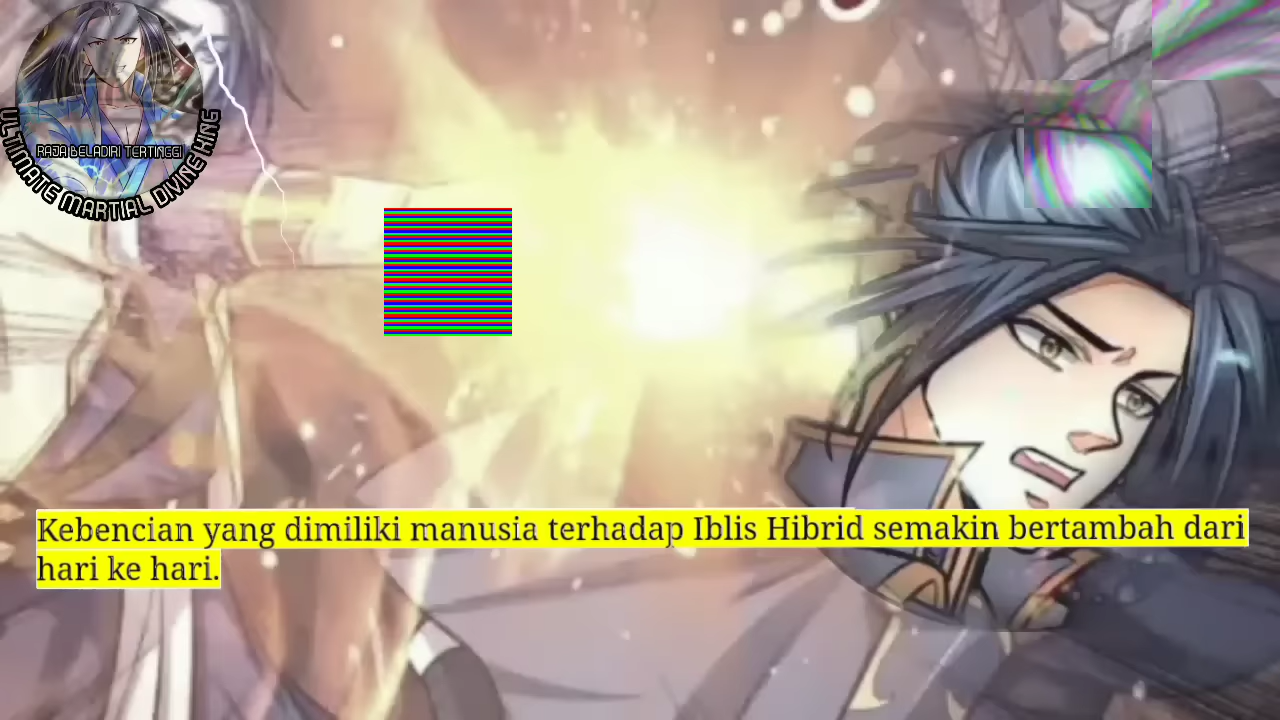 RAJA BELADIRI TERTINGGI
ULTIMATE MARTIAL DIVINE KING
Kebencian yang dimiliki manusia terhadap Iblis Hibrid semakin bertambah dari
hari ke hari.